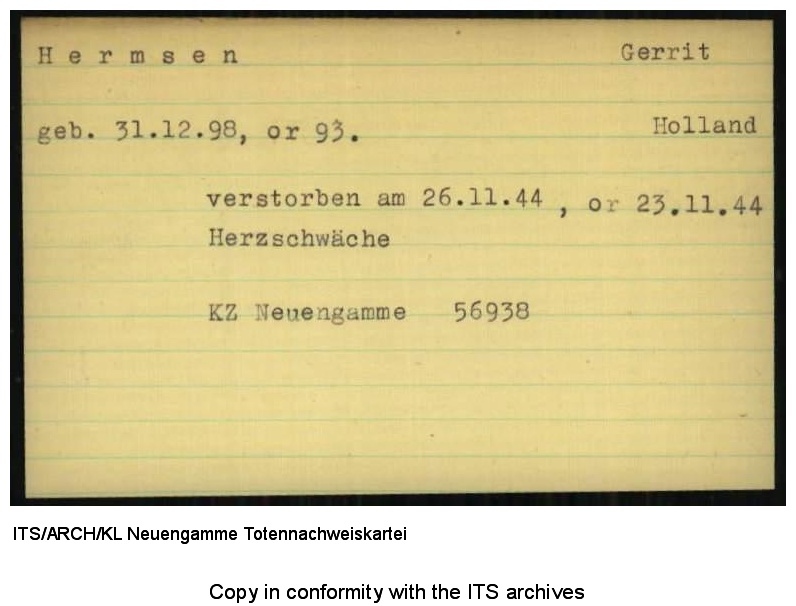 Hermsen Gerrit
geb. 31.12.98, or 93. Holland
verstorben am 26.11.44 , or 23.11.44
Herzschwäche
KZ Neuengamme 56938
ITS/ARCH/KL Neuengamme Totennachweiskartei
Copy in conformity with the ITS archives